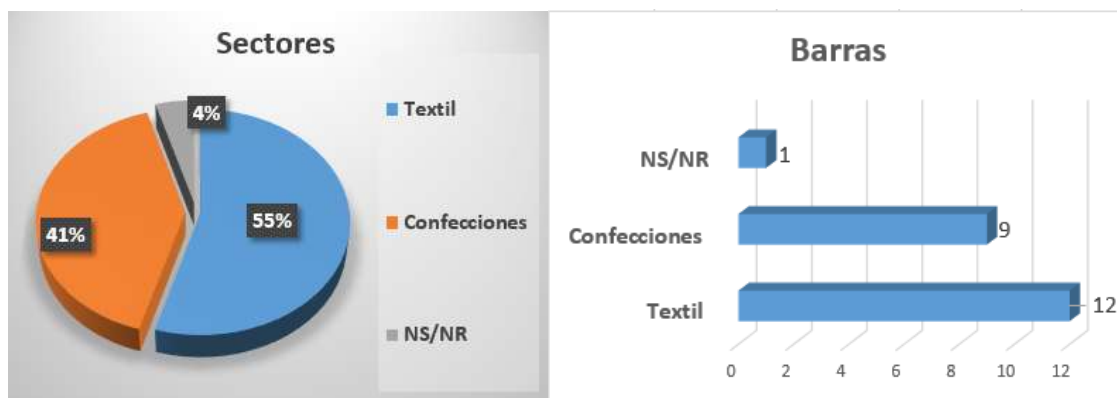 Sectores
4%
55%
41%
Textil
Confecciones
NS/NR
Barras
NS/NR
1
Confecciones
9
Textil
12
0 2 4 6 8 10 12